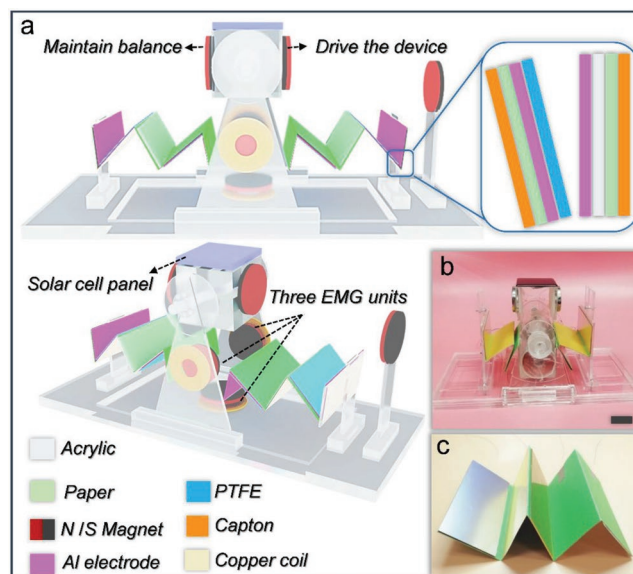 a
Maintain balance
Drive the device
Solar cell panel
Three EMG units
Acrylic
Paper
N /S Magnet
Al electrode
PTFE
Capton
Copper coil
b
c